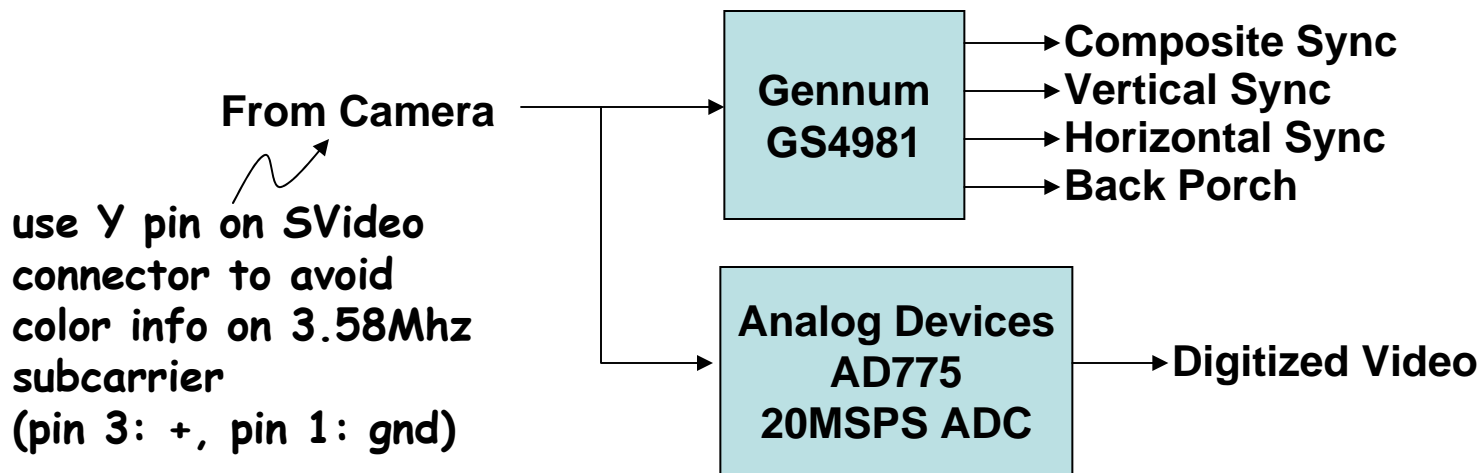 From Camera
use Y pin on SVideo
connector to avoid
color info on 3.58Mhz
subcarrier
(pin 3: +, pin 1: gnd)
Gennum
GS4981
Composite Sync
Vertical Sync
Horizontal Sync
Back Porch
Analog Devices
AD775
20MSPS ADC
Digitized Video